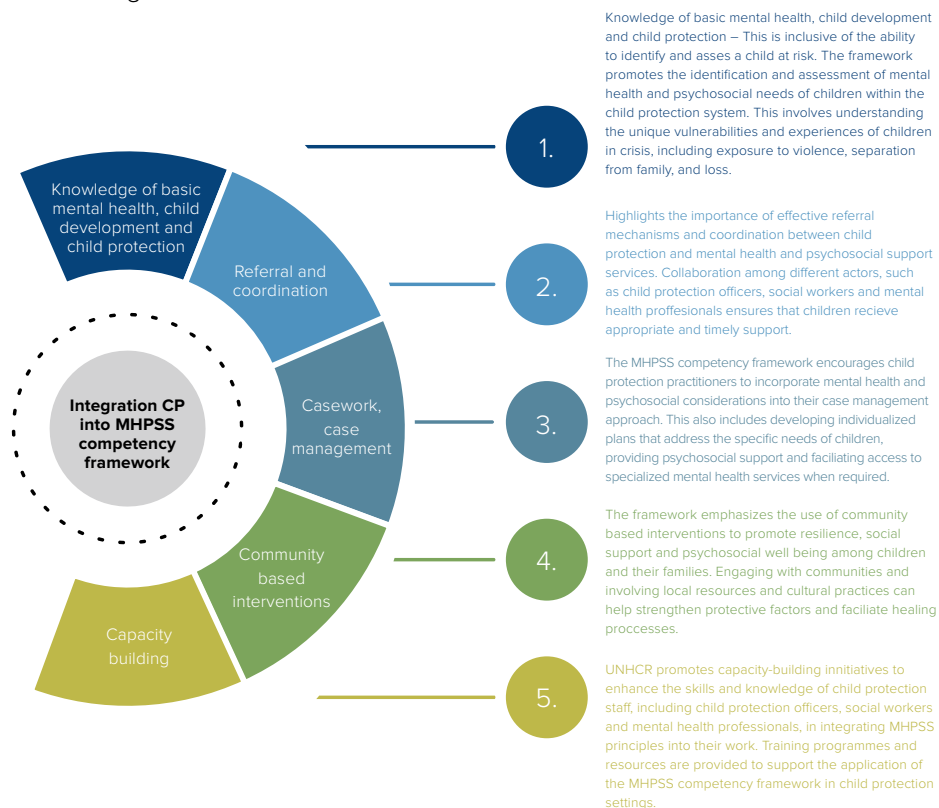 Knowledge of basic
mental health, child
development and
child protection
Referral and
coordination
Casework,
case
management
Community
based
interventions
Capacity
building
Integration CP
into MHPSS
competency
framework
1.
Knowledge of basic mental health, child development
and child protection – This is inclusive of the ability
to identify and asses a child at risk. The framework
promotes the identification and assessment of mental
health and psychosocial needs of children within the
child protection system. This involves understanding
the unique vulnerabilities and experiences of children
in crisis, including exposure to violence, separation
from family, and loss.
2.
Highlights the importance of effective referral
mechanisms and coordination between child
protection and mental health and psychosocial support
services. Collaboration among different actors, such
as child protection officers, social workers and mental
health proffesionals ensures that children recieve
appropriate and timely support.
3.
The MHPSS competency framework encourages child
protection practitioners to incorporate mental health and
psychosocial considerations into their case management
approach. This also includes developing individualized
plans that address the specific needs of children,
providing psychosocial support and faciliating access to
specialized mental health services when required.
4.
The framework emphasizes the use of community
based interventions to promote resilience, social
support and psychosocial well being among children
and their families. Engaging with communities and
involving local resources and cultural practices can
help strengthen protective factors and faciliate healing
proccesses.
5.
UNHCR promotes capacity-building innitiatives to
enhance the skills and knowledge of child protection
staff, including child protection officers, social workers
and mental health professionals, in integrating MHPSS
principles into their work. Training programmes and
resources are provided to support the application of
the MHPSS competency framework in child protection
settings.